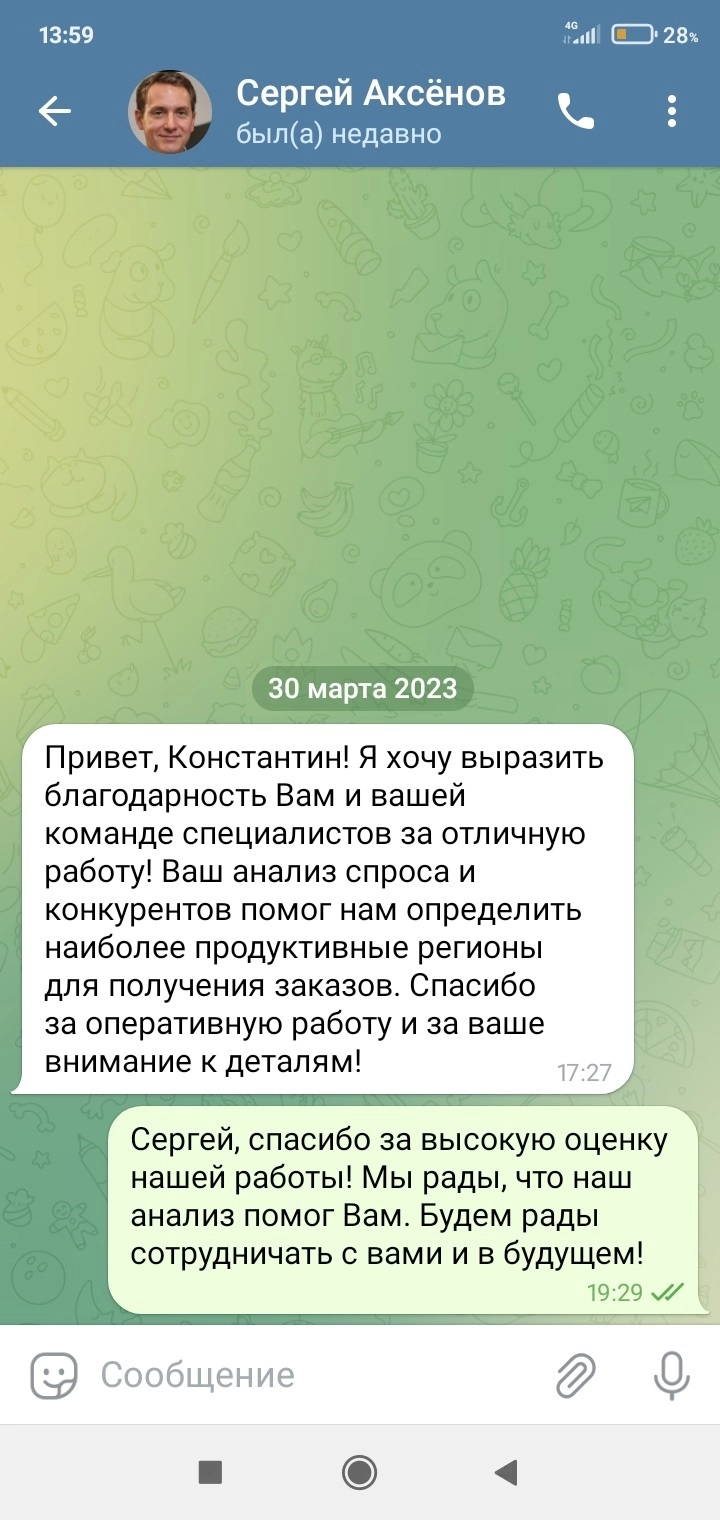 13:59
4G
28%
Сергей Аксёнов
был(а) недавно
30 марта 2023
Привет, Константин! Я хочу выразить
благодарность Вам и вашей
команде специалистов за отличную
работу! Ваш анализ спроса и
конкурентов помог нам определить
наиболее продуктивные регионы
для получения заказов. Спасибо
за оперативную работу и за ваше
внимание к деталям!
17:27
Сергей, спасибо за высокую оценку
нашей работы! Мы рады, что наш
анализ помог Вам. Будем рады
сотрудничать с вами и в будущем!
19:29
Сообщение